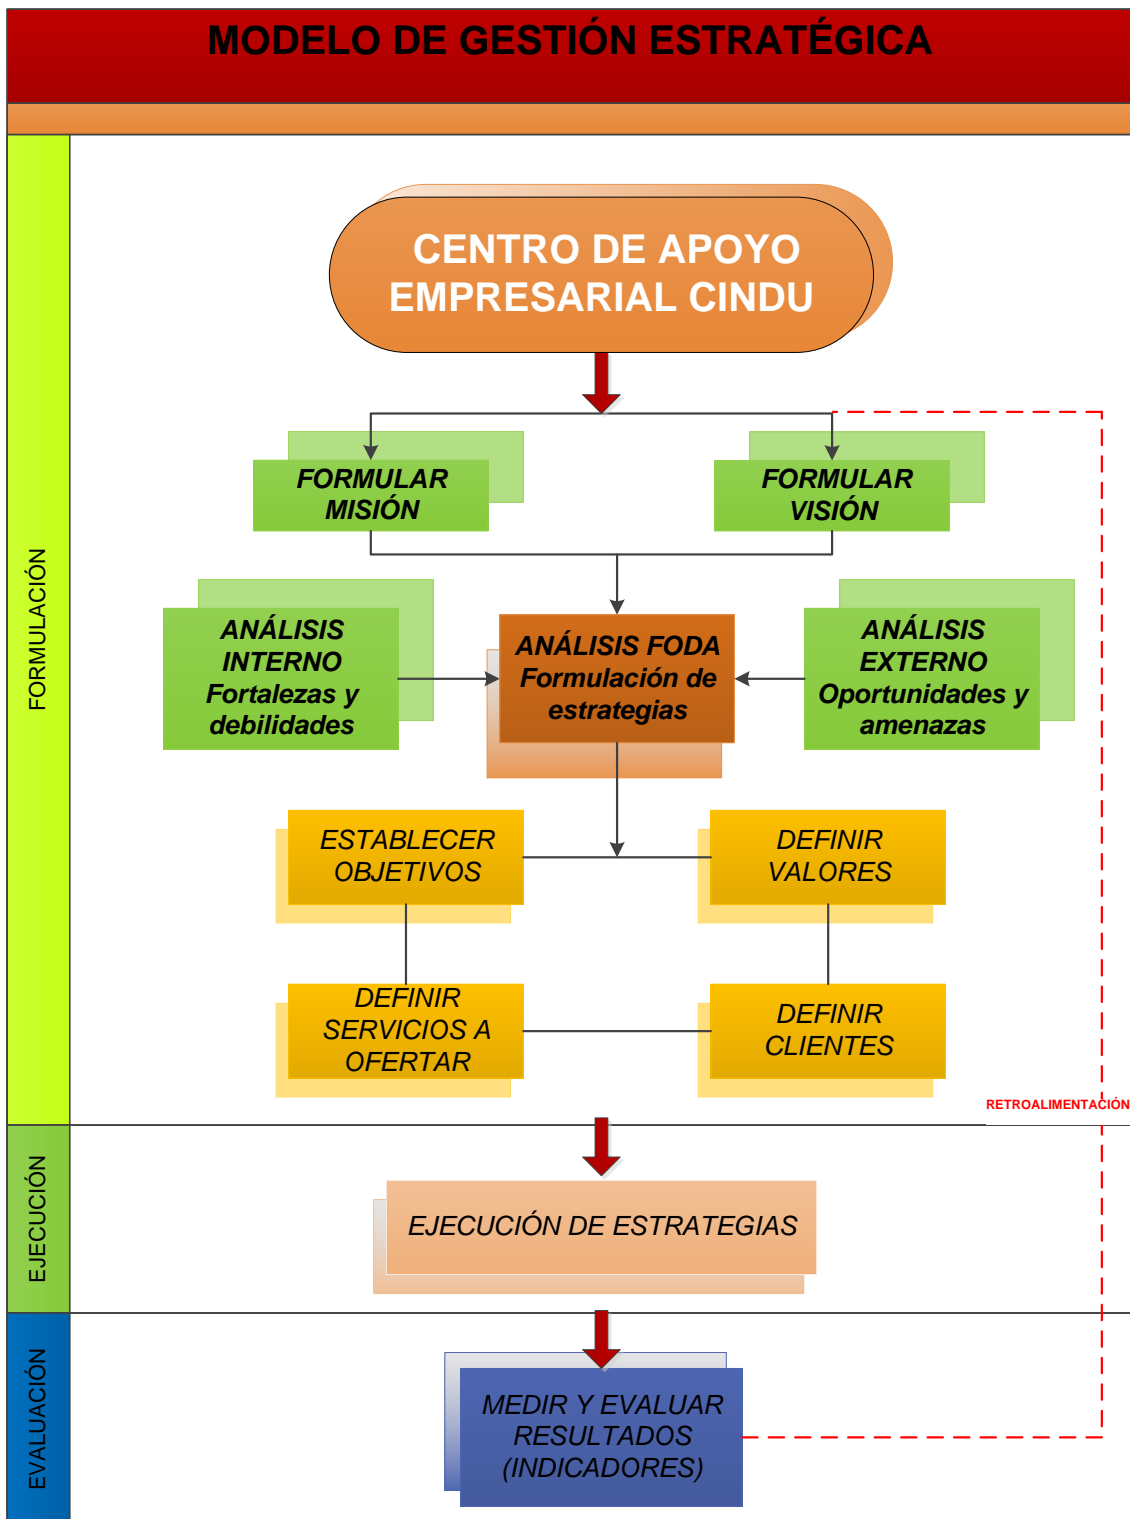 MODELO DE GESTIÓN ESTRATÉGICA
FORMULACIÓN
CENTRO DE APOYO
EMPRESARIAL CINDU
FORMULAR
MISIÓN
FORMULAR
VISIÓN
ANÁLISIS
INTERNO
Fortalezas y
debilidades
ANÁLISIS FODA
Formulación de
estrategias
ANÁLISIS
EXTERNO
Oportunidades y
amenazas
ESTABLECER
OBJETIVOS
DEFINIR
VALORES
DEFINIR
SERVICIOS A
OFERTAR
DEFINIR
CLIENTES
RETROALIMENTACIÓN
EJECUCIÓN
EJECUCIÓN DE ESTRATEGIAS
EVALUACIÓN
MEDIR Y EVALUAR
RESULTADOS
(INDICADORES)